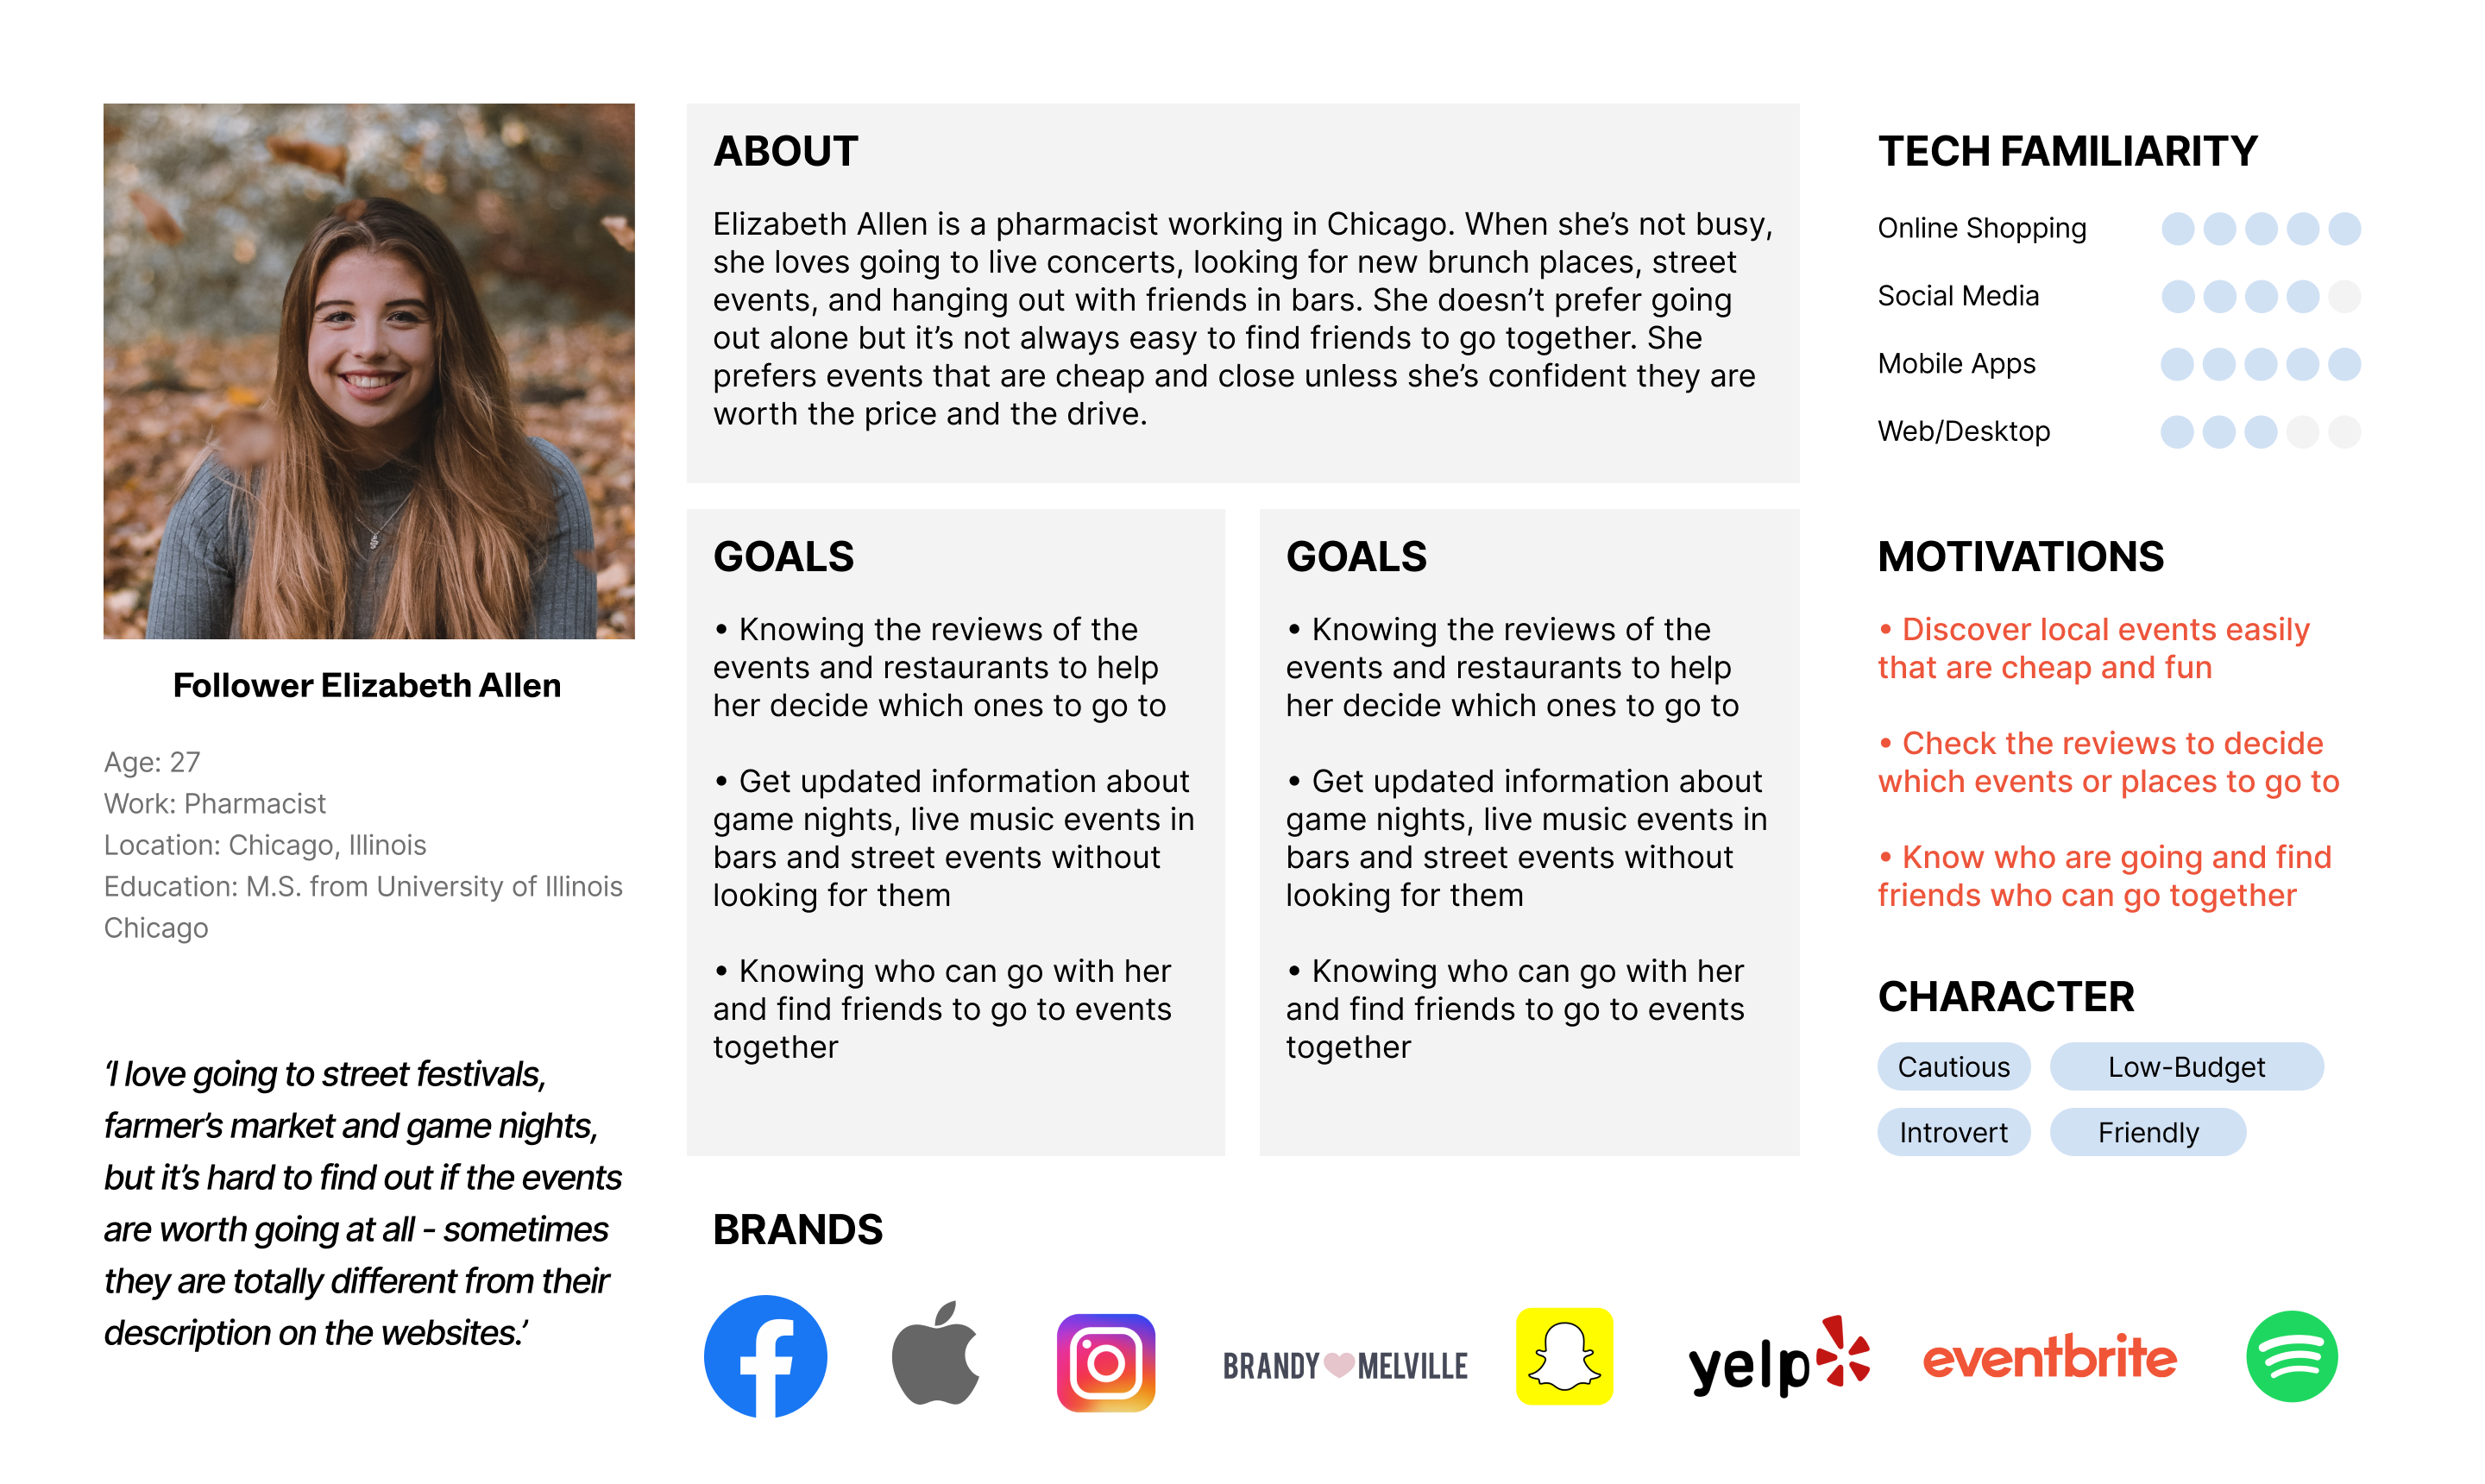 Follower Elizabeth Allen
Age: 27
Work: Pharmacist
Location: Chicago, Illinois
Education: M.S. from University of Illinois
Chicago
‘I love going to street festivals,
farmer’s market and game nights,
but it’s hard to find out if the events
are worth going at all - sometimes
they are totally different from their
description on the websites.’
ABOUT
Elizabeth Allen is a pharmacist working in Chicago. When she’s not busy,
she loves going to live concerts, looking for new brunch places, street
events, and hanging out with friends in bars. She doesn’t prefer going
out alone but it’s not always easy to find friends to go together. She
prefers events that are cheap and close unless she’s confident they are
worth the price and the drive.
GOALS
• Knowing the reviews of the
events and restaurants to help
her decide which ones to go to
• Get updated information about
game nights, live music events in
bars and street events without
looking for them
• Knowing who can go with her
and find friends to go to events
together
GOALS
• Knowing the reviews of the
events and restaurants to help
her decide which ones to go to
• Get updated information about
game nights, live music events in
bars and street events without
looking for them
• Knowing who can go with her
and find friends to go to events
together
TECH FAMILIARITY
Online Shopping
Social Media
Mobile Apps
Web/Desktop
MOTIVATIONS
• Discover local events easily
that are cheap and fun
• Check the reviews to decide
which events or places to go to
• Know who are going and find
friends who can go together
CHARACTER
Cautious
Low-Budget
Introvert
Friendly
BRANDS
f
BRANDY MELVILLE
yelp
eventbrite